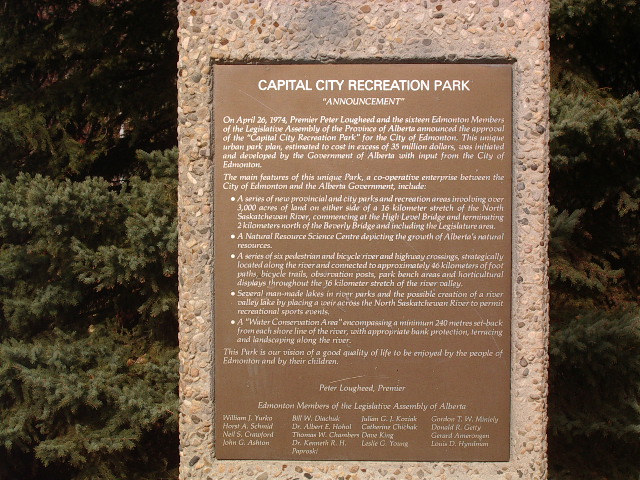 CAPITAL CITY RECREATION PARK
"ANNOUNCEMENT"
On April 26, 1974, Premier Peter Lougheed and the sixteen Edmonton Members
of the Legislative Assembly of the Province of Alberta announced the approval
of the "Capital City Recreation Park" for the City of Edmonton. This unique
urban park plan, estimated to cost in excess of 35 million dollars, was initiated
and developed by the Government of Alberta with input from the City of
Edmonton.
The main features of this unique Park, a co-operative enterprise between the
City of Edmonton and the Alberta Government, include:
• A series of new provincial and city parks and recreation areas involving over
3,000 acres of land on either side of a 16 kilometer stretch of the North
Saskatchewan River, commencing at the High Level Bridge and terminating
2 kilometers north of the Beverly Bridge and including the Legislature area.
• A Natural Resource Science Centre depicting the growth of Alberta's natural
resources.
• A series of six pedestrian and bicycle river and highway crossings, strategically
located along the river and connected to approximately 46 kilometers of foot
paths, bicycle trails, observation posts, park bench areas and horticultural
displays throughout the 16 kilometer stretch of the river valley.
• Several man-made lakes in river parks and the possible creation of a river
valley lake by placing a weir across the North Saskatchewan River to permit
recreational sports events.
• A "Water Conservation Area" encompassing a minimum 240 metres set-back
from each shore line of the river, with appropriate bank protection, terracing
and landscaping along the river.
This Park is our vision of a good quality of life to be enjoyed by the people of
Edmonton and by their children.
Peter Lougheed, Premier
Edmonton Members of the Legislative Assembly of Alberta
William J. Yurko Bill W. Diachuk Julian G. J. Koziak Gordon T. W. Miniely
Horst A. Schmid Dr. Albert E. Hohol Catherine Chichak Donald R. Getty
Neil S. Crawford Thomas W. Chambers Dave King Gerard Amerongen
John G. Ashton Dr. Kenneth R. H. Leslie G. Young Louis D. Hyndman
Paproski